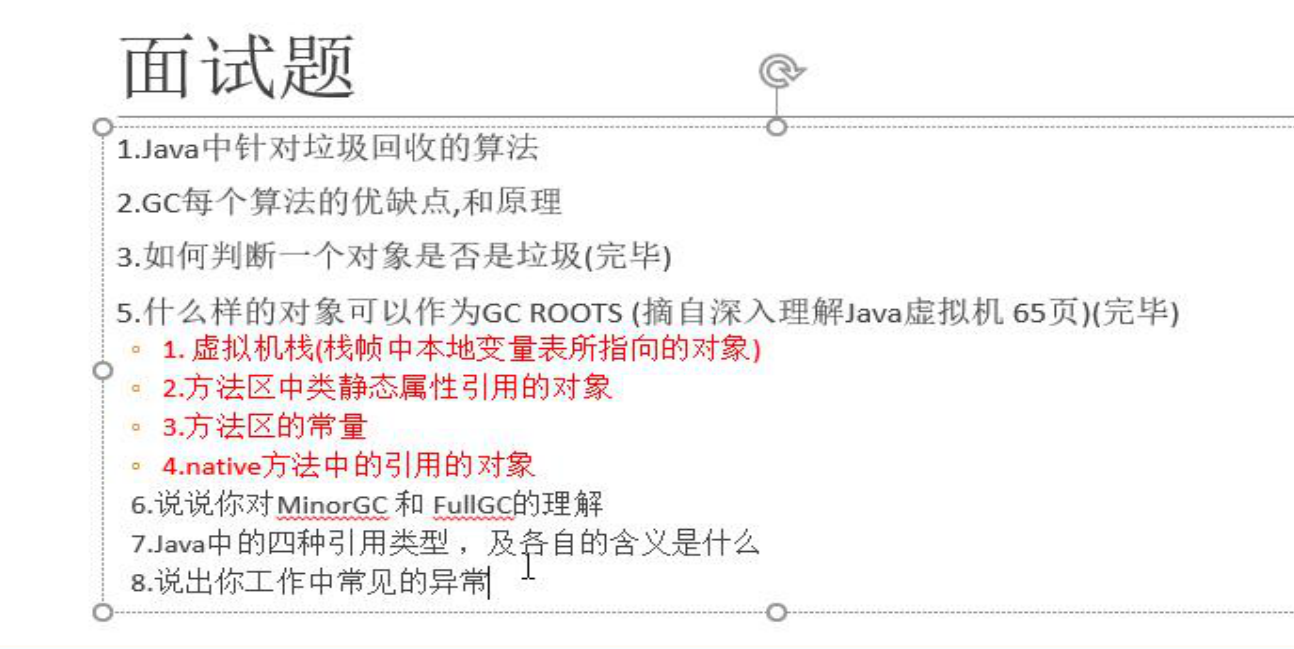 面试题
1.Java中针对垃圾回收的算法
2.GC每个算法的优缺点,和原理
3.如何判断一个对象是否是垃圾(完毕)
5.什么样的对象可以作为GC ROOTS (摘自深入理解Java虚拟机 65页)(完毕)
1. 虚拟机栈(栈帧中本地变量表所指向的对象)
2.方法区中类静态属性引用的对象
3.方法区的常量
4.native方法中的引用的对象
6.说说你对MinorGC 和 FullGC的理解
7.Java中的四种引用类型 ，及各自的含义是什么
8.说出你工作中常见的异常